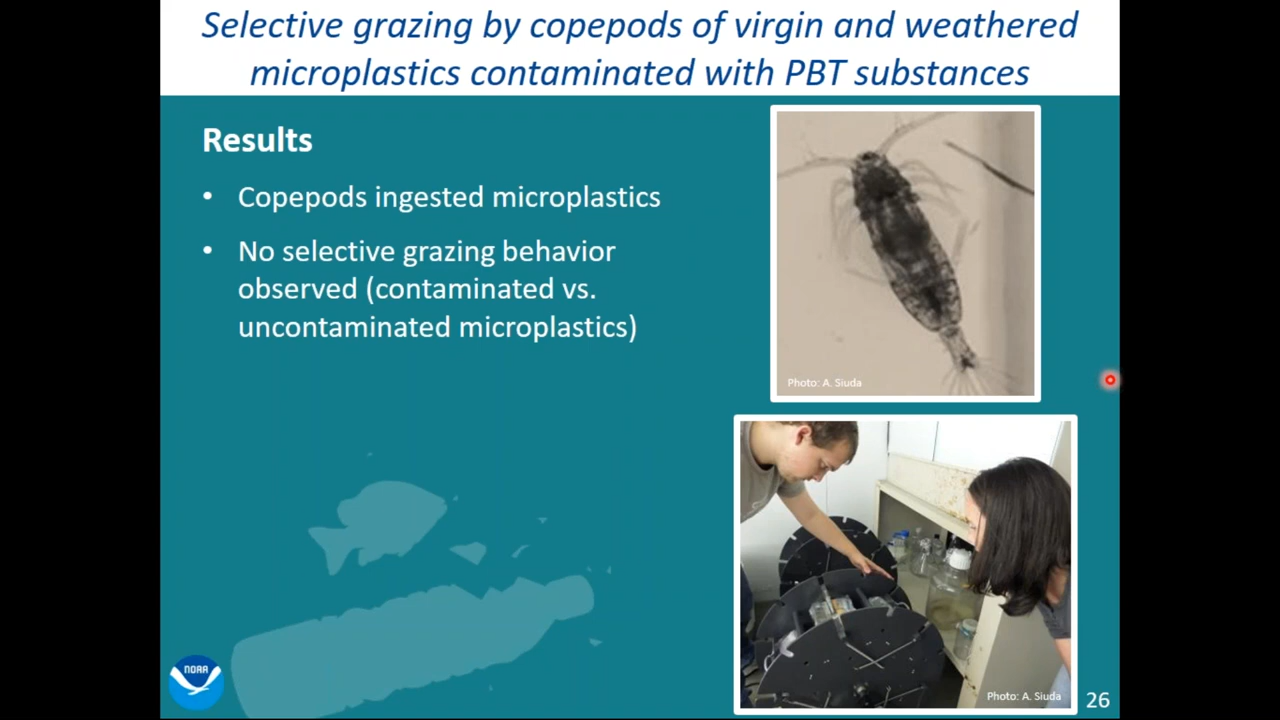 Selective grazing by copepods of virgin and weathered
microplastics contaminated with PBT substances
Results
• Copepods ingested microplastics
• No selective grazing behavior
observed (contaminated vs.
uncontaminated microplastics)
Photo: A. Siuda
Photo: A. Siuda
NOAA
26